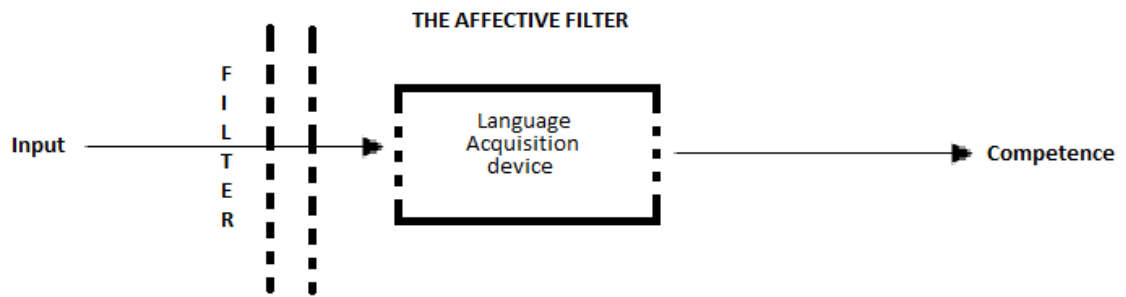 THE AFFECTIVE FILTER
F
I
L
T
E
R
Input
Language
Acquisition
device
Competence